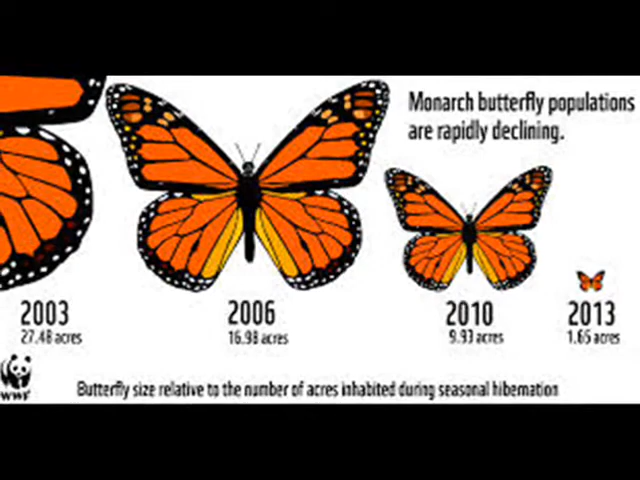 Monarch butterfly populations
are rapidly declining.
2003
27.48 acres
2006
16.98 acres
2010
9.93 acres
2013
1.65 acres
WWF
Butterfly size relative to the number of acres inhabited during seasonal hibernation